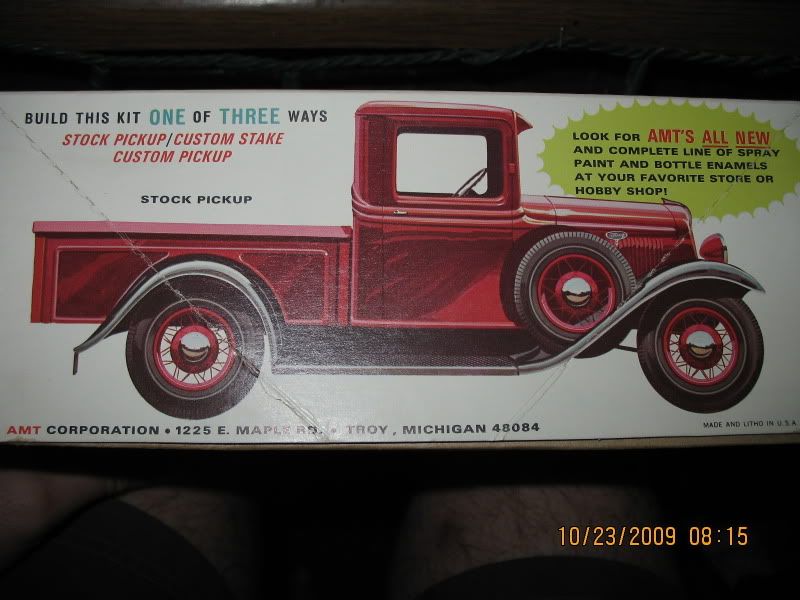 BUILD THIS KIT ONE OF THREE WAYS
STOCK PICKUP/CUSTOM STAKE
CUSTOM PICKUP
STOCK PICKUP
LOOK FOR AMT'S ALL NEW
AND COMPLETE LINE OF SPRAY
PAINT AND BOTTLE ENAMELS
AT YOUR FAVORITE STORE OR
HOBBY SHOP!
Ford
AMT CORPORATION • 1225 E. MAPLE RD. • TROY, MICHIGAN 48084
MADE AND LITHO IN U.S.A.
10/23/2009 08:15